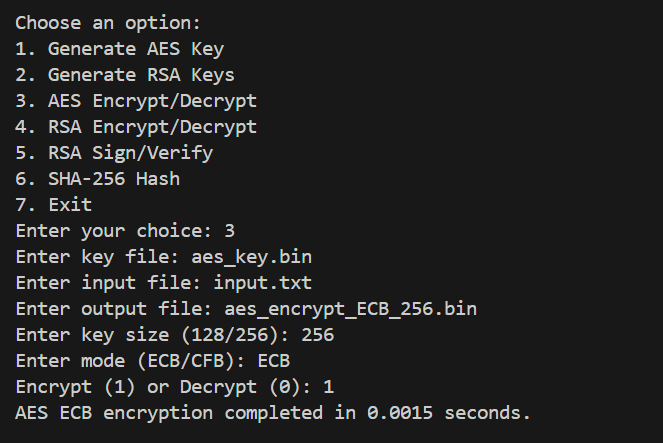 Choose an option:
1. Generate AES Key
2. Generate RSA Keys
3. AES Encrypt/Decrypt
4. RSA Encrypt/Decrypt
5. RSA Sign/Verify
6. SHA-256 Hash
7. Exit
Enter your choice: 3
Enter key file: aes_key.bin
Enter input file: input.txt
Enter output file: aes_encrypt_ECB_256.bin
Enter key size (128/256): 256
Enter mode (ECB/CFB): ECB
Encrypt (1) or Decrypt (0): 1
AES ECB encryption completed in 0.0015 seconds.